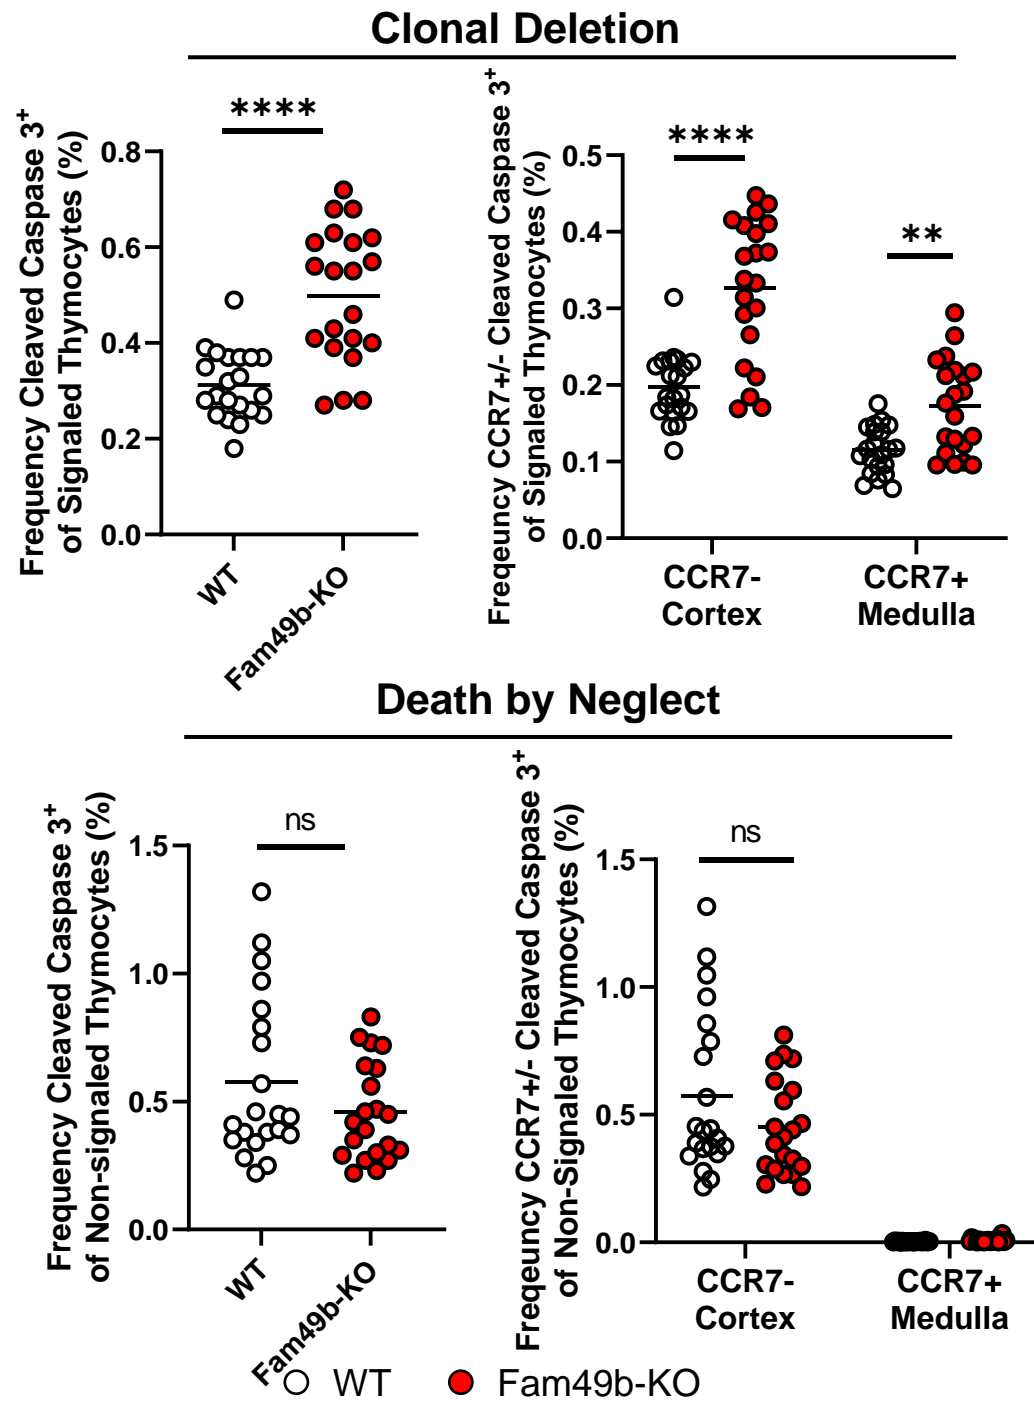 Clonal Deletion
Frequency Cleaved Caspase 3+
of Signaled Thymocytes (%)
****
0.8
0.6
0.4
0.2
0.0
WT
Fam49b-KO
Freqeuncy CCR7+/- Cleaved Caspase 3+
of Signaled Thymocytes (%)
****
**
0.5
0.4
0.3
0.2
0.1
0.0
CCR7-
Cortex
CCR7+
Medulla
Death by Neglect
Frequency Cleaved Caspase 3+
of Non-signaled Thymocytes (%)
ns
1.5
1.0
0.5
0.0
WT
Fam49b-KO
Freqeuncy CCR7+/- Cleaved Caspase 3+
of Non-Signaled Thymocytes (%)
ns
1.5
1.0
0.5
0.0
CCR7-
Cortex
CCR7+
Medulla
WT
Fam49b-KO